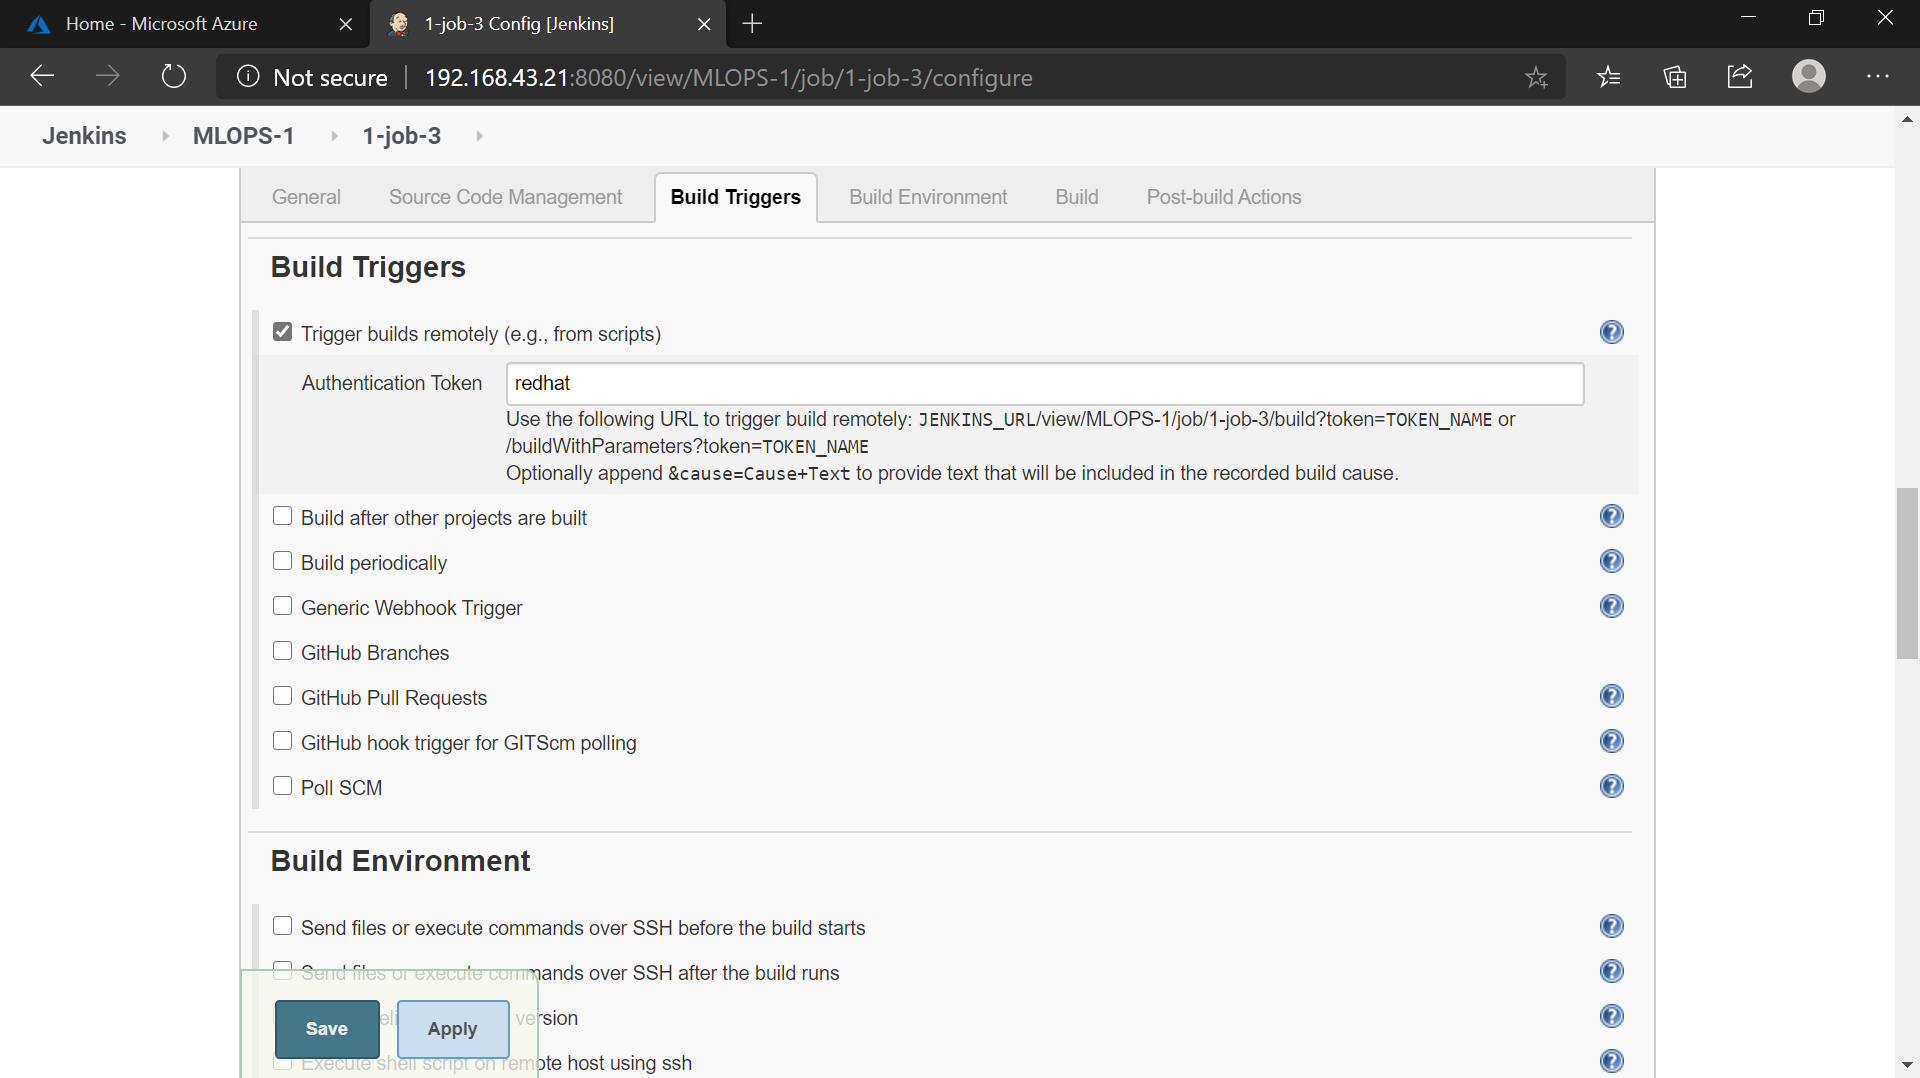 Home - Microsoft Azure
1-job-3 Config [Jenkins]
Not secure
192.168.43.21:8080/view/MLOPS-1/job/1-job-3/configure
Jenkins MLOPS-1 1-job-3
General Source Code Management Build Triggers Build Environment Build Post-build Actions
Build Triggers
Trigger builds remotely (e.g., from scripts)
Authentication Token redhat
Use the following URL to trigger build remotely: JENKINS_URL/view/MLOPS-1/job/1-job-3/build?token=TOKEN_NAME or
/buildWithParameters?token=TOKEN_NAME
Optionally append &cause=Cause+Text to provide text that will be included in the recorded build cause.
Build after other projects are built
Build periodically
Generic Webhook Trigger
GitHub Branches
GitHub Pull Requests
GitHub hook trigger for GITScm polling
Poll SCM
Build Environment
Send files or execute commands over SSH before the build starts
Send files or execute commands over SSH after the build runs
version
Execute shell script on remote host using ssh
Save Apply